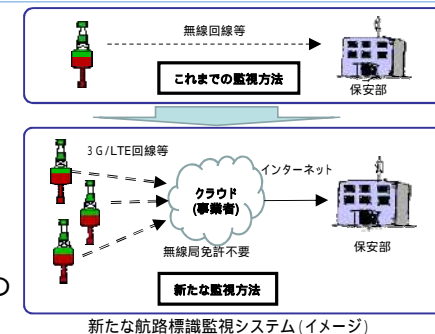 無線回線等
これまでの監視方法
保安部
3G/LTE回線等
インターネット
クラウド
(事業者)
無線局免許不要
保安部
新たな監視方法
の
新たな航路標識監視システム(イメージ)